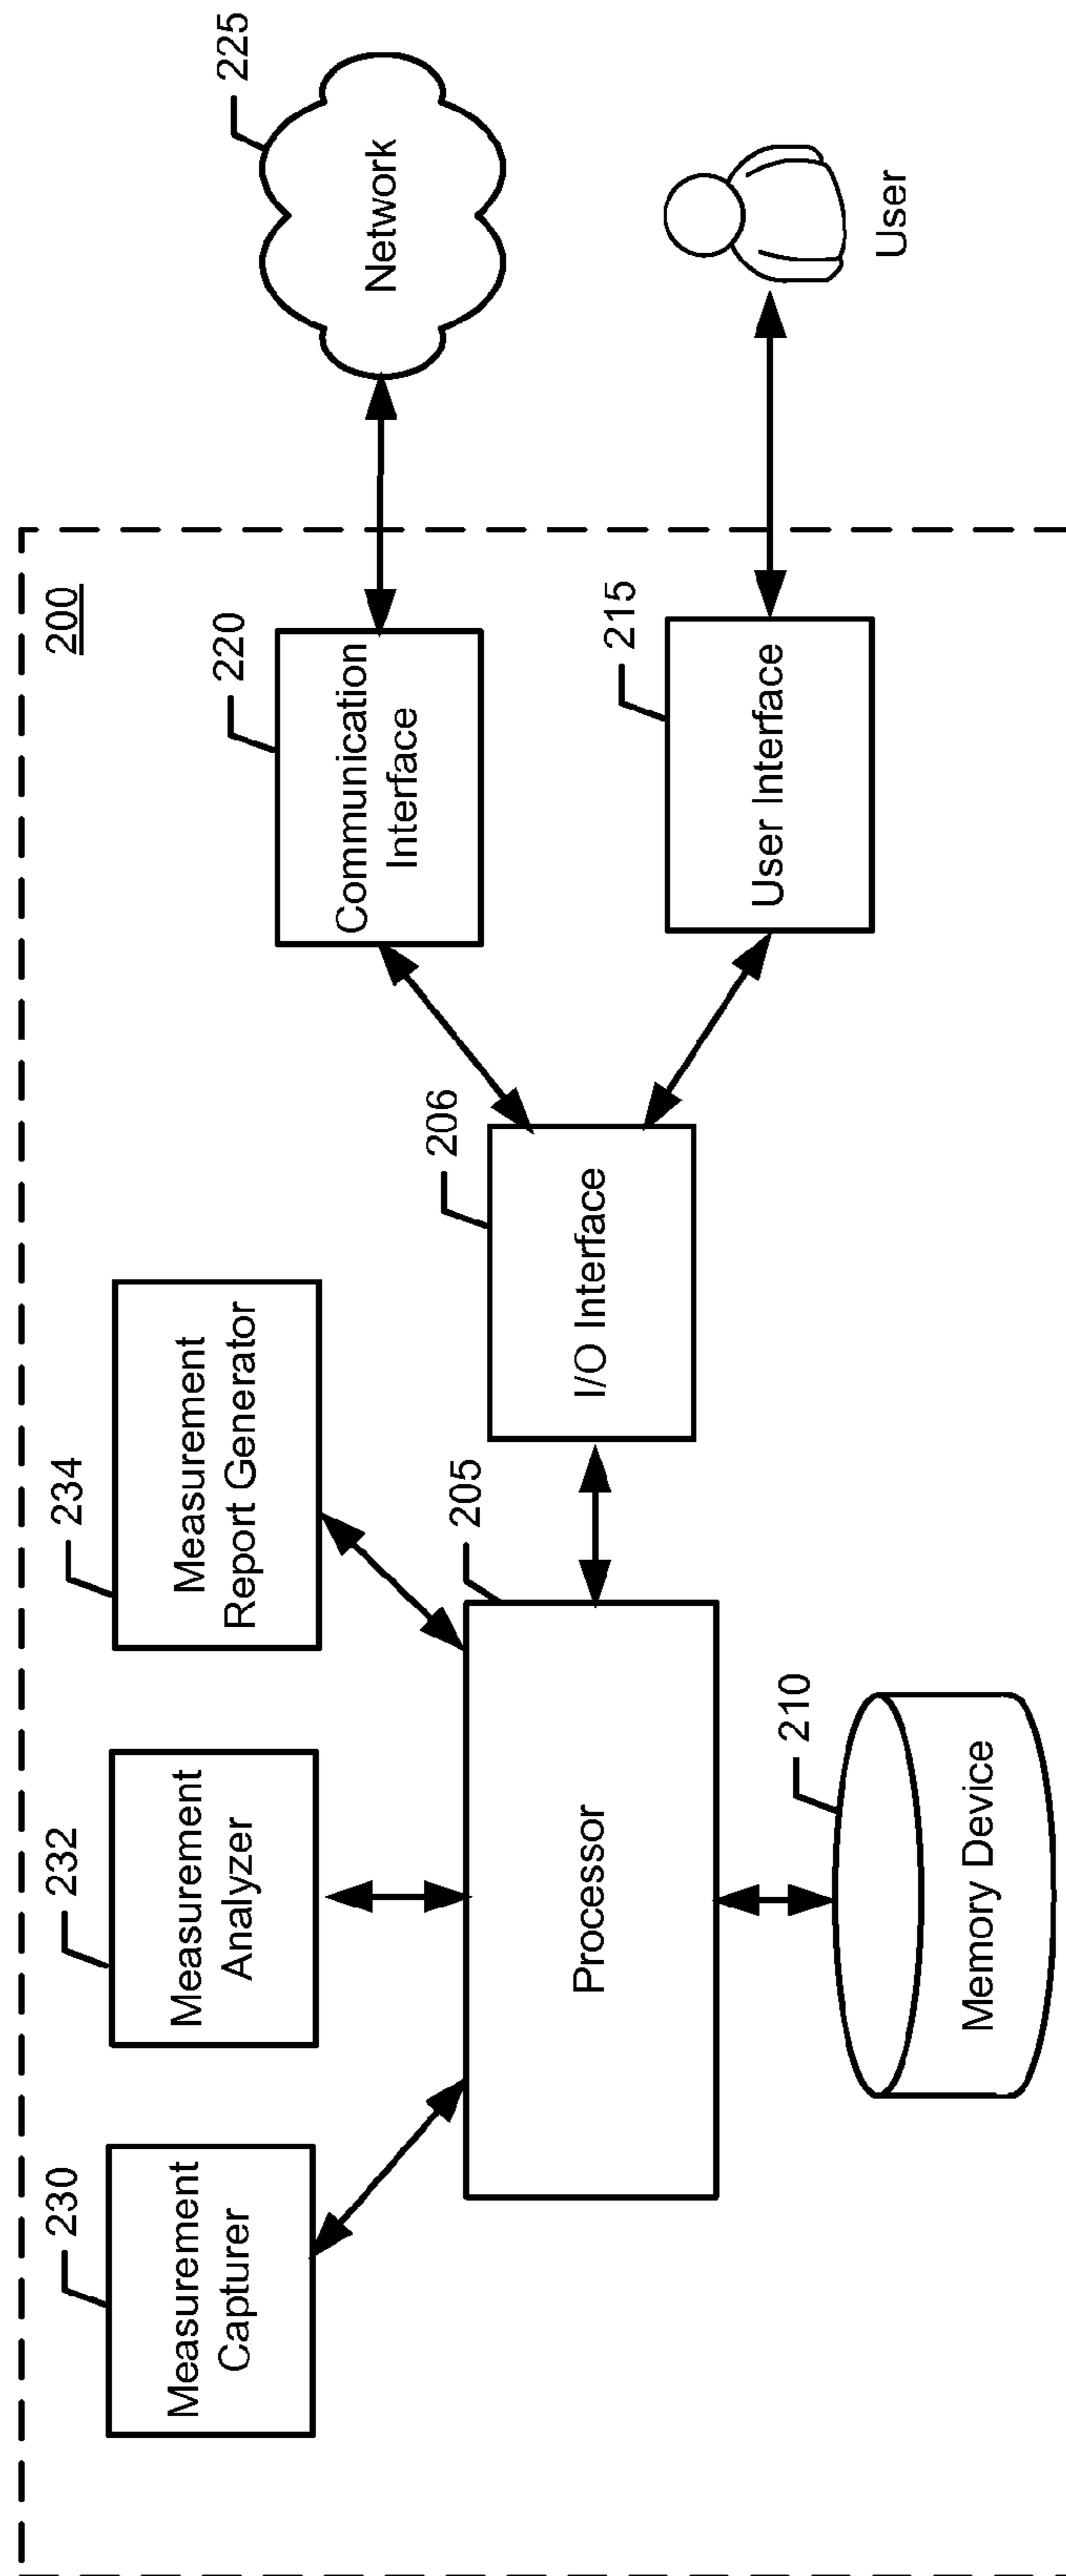 200
230
Measurement
Capturer
232
Measurement
Analyzer
234
Measurement
Report Generator
205
Processor
210
Memory Device
206
I/O Interface
220
Communication
Interface
215
User Interface
225
Network
User